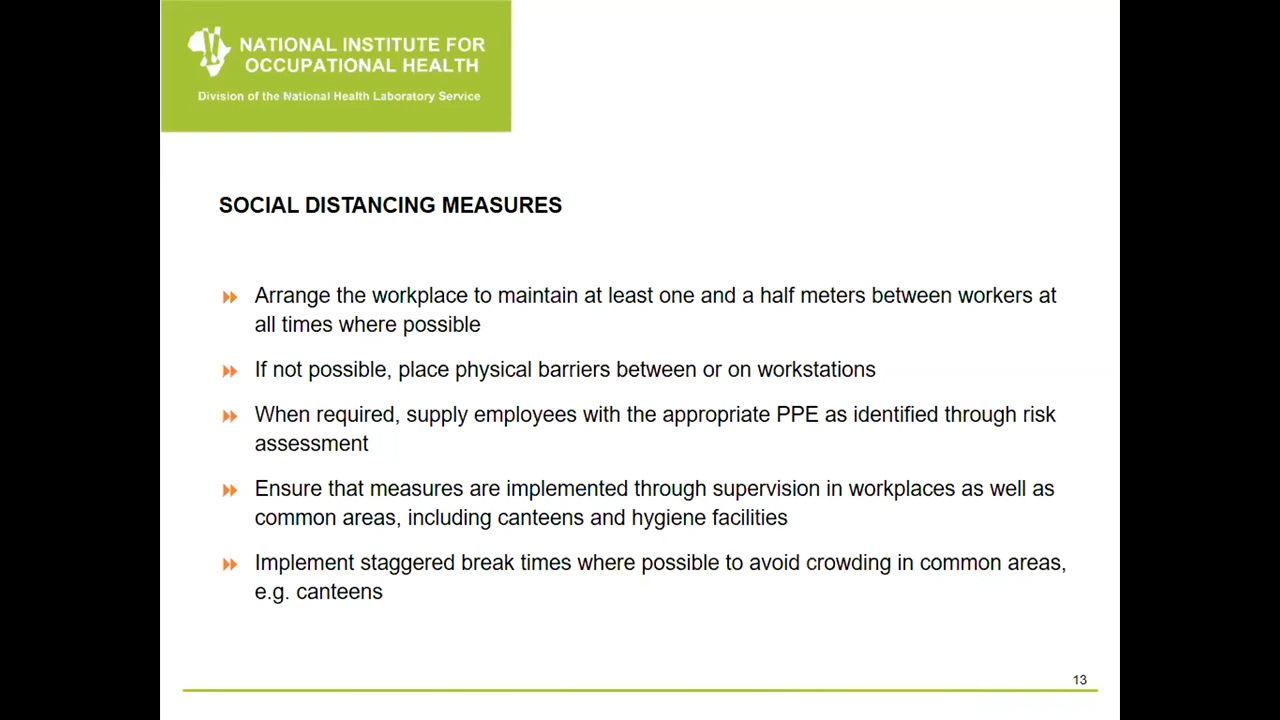 NATIONAL INSTITUTE FOR
OCCUPATIONAL HEALTH
Division of the National Health Laboratory Service
SOCIAL DISTANCING MEASURES
Arrange the workplace to maintain at least one and a half meters between workers at
all times where possible
If not possible, place physical barriers between or on workstations
When required, supply employees with the appropriate PPE as identified through risk
assessment
Ensure that measures are implemented through supervision in workplaces as well as
common areas, including canteens and hygiene facilities
Implement staggered break times where possible to avoid crowding in common areas,
e.g. canteens
13